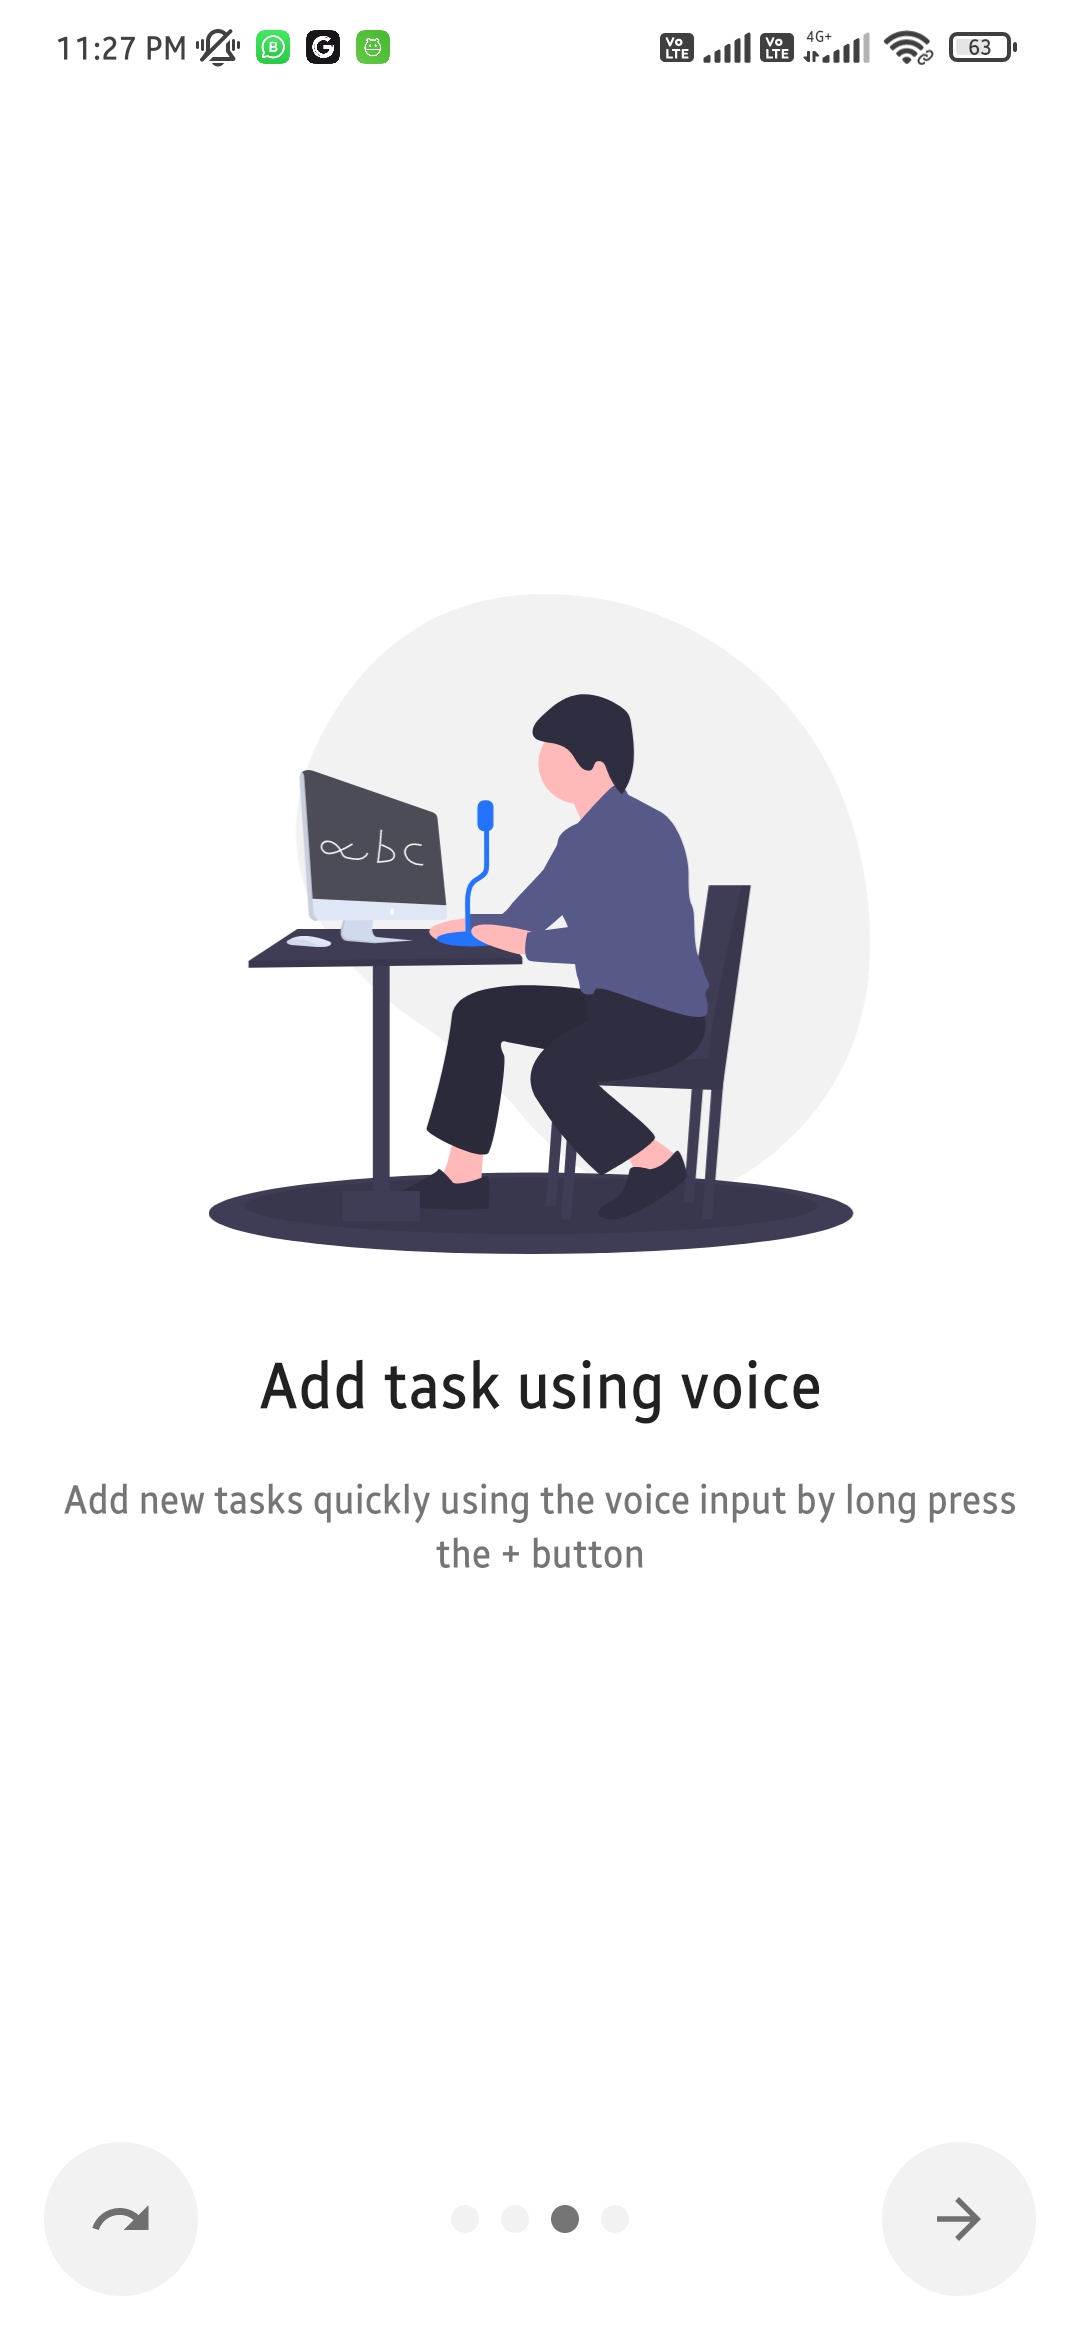 11:27 PM
B
G
Vo LTE
Vo LTE
4G+
63
abc
Add task using voice
Add new tasks quickly using the voice input by long press
the + button